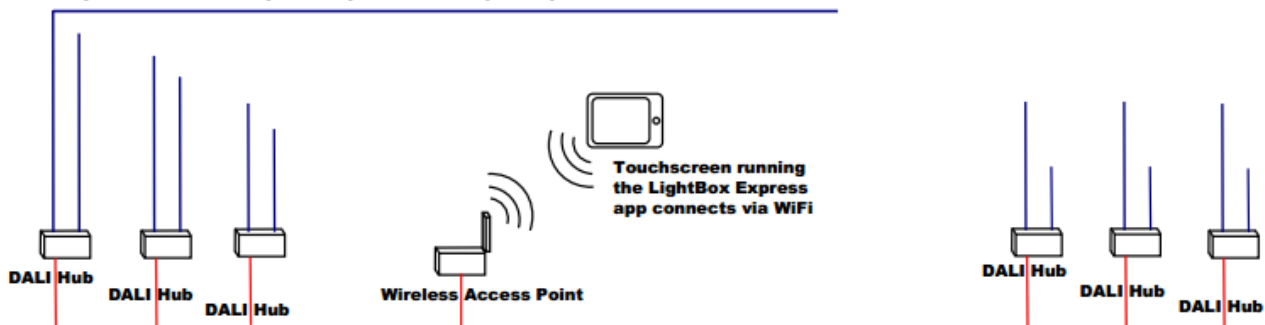 Touchscreen running
the LightBox Express
app connects via WiFi
DALI Hub
DALI Hub
DALI Hub
Wireless Access Point
DALI Hub
DALI Hub
DALI Hub